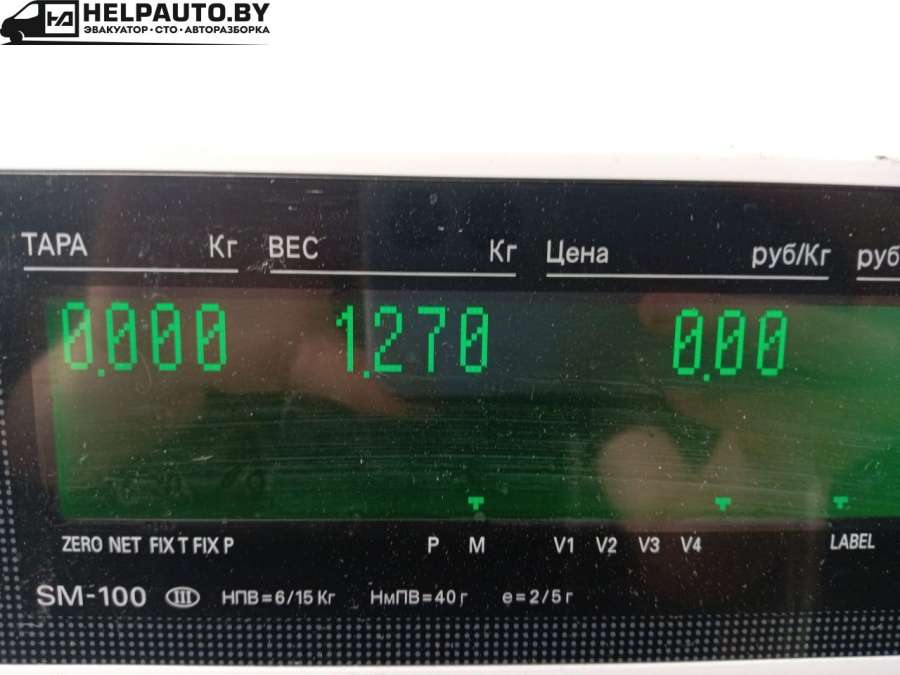 HELPAUTO.BY
ЭВАКУАТОР·СТО·АВТОРАЗБОРКА
ТАРА Кг ВЕС Кг Цена руб/Кг руб
0.000 1.270 0.00
ZERO NET FIX T FIX P P M V1 V2 V3 V4 LABEL
SM-100 III НПВ=6/15 Кг НмПВ=40 г e=2/5 г